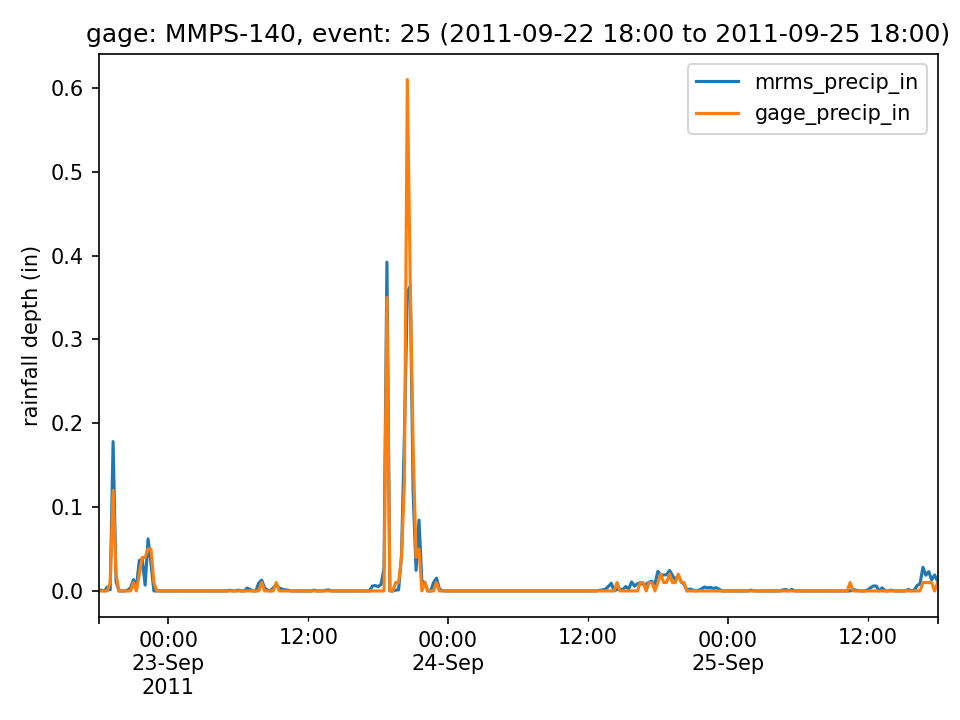 gage: MMPS-140, event: 25 (2011-09-22 18:00 to 2011-09-25 18:00)
mrms_precip_in
gage_precip_in
rainfall depth (in)
0.6
0.5
0.4
0.3
0.2
0.1
0.0
00:00 12:00 00:00 12:00 00:00 12:00
23-Sep 24-Sep 25-Sep
2011